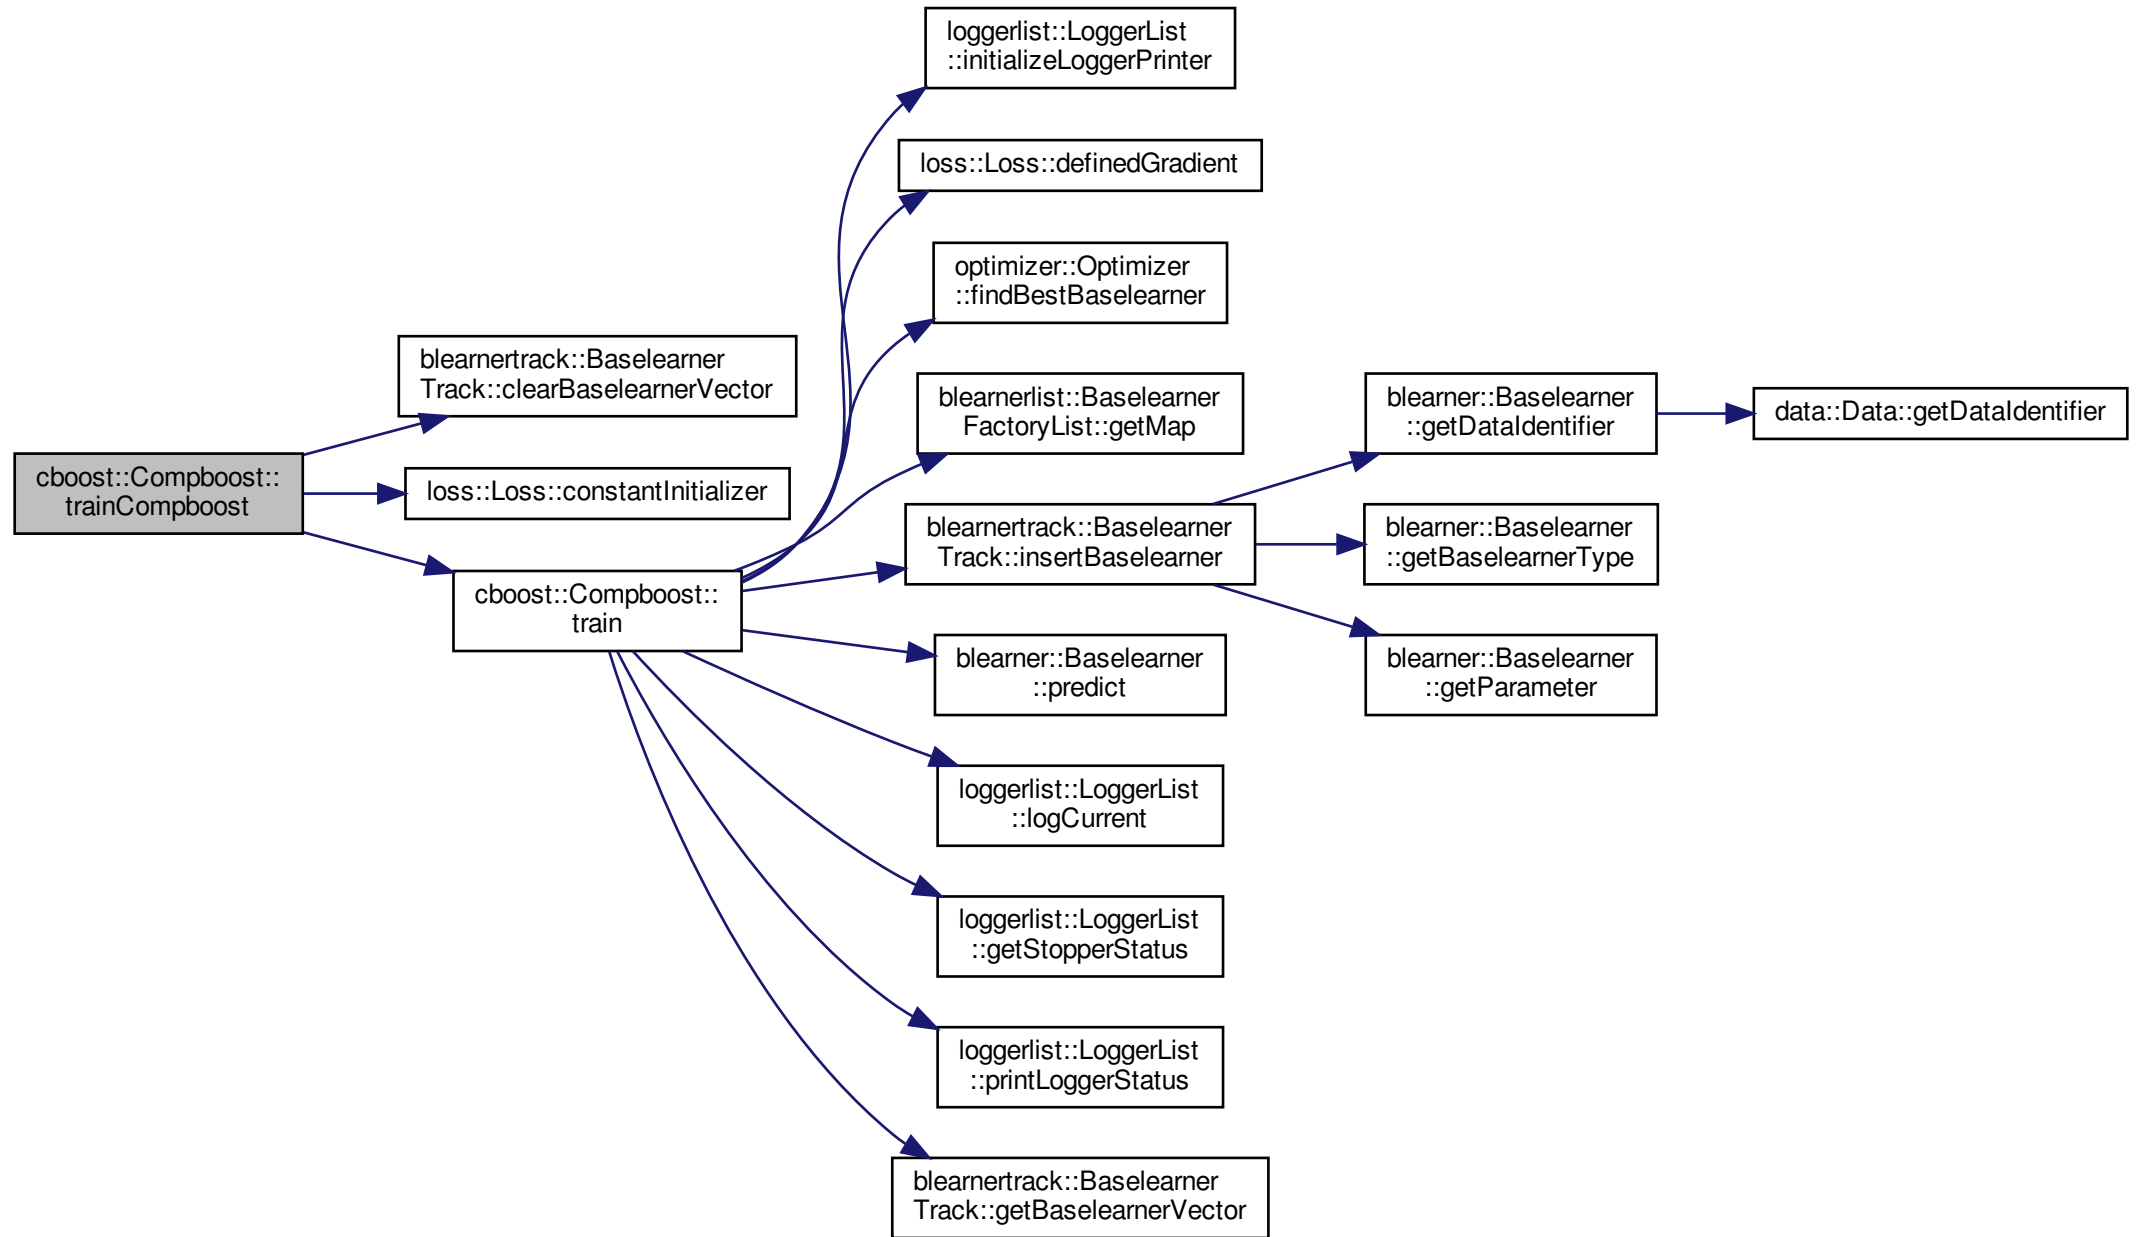 cboost::Compboost::
trainCompboost
blearnertrack::Baselearner
Track::clearBaselearnerVector
loss::Loss::constantInitializer
cboost::Compboost::
train
loggerlist::LoggerList
::initializeLoggerPrinter
loss::Loss::definedGradient
optimizer::Optimizer
::findBestBaselearner
blearnerlist::Baselearner
FactoryList::getMap
blearnertrack::Baselearner
Track::insertBaselearner
blearner::Baselearner
::predict
loggerlist::LoggerList
::logCurrent
loggerlist::LoggerList
::getStopperStatus
loggerlist::LoggerList
::printLoggerStatus
blearnertrack::Baselearner
Track::getBaselearnerVector
blearner::Baselearner
::getDataIdentifier
blearner::Baselearner
::getBaselearnerType
blearner::Baselearner
::getParameter
data::Data::getDataIdentifier